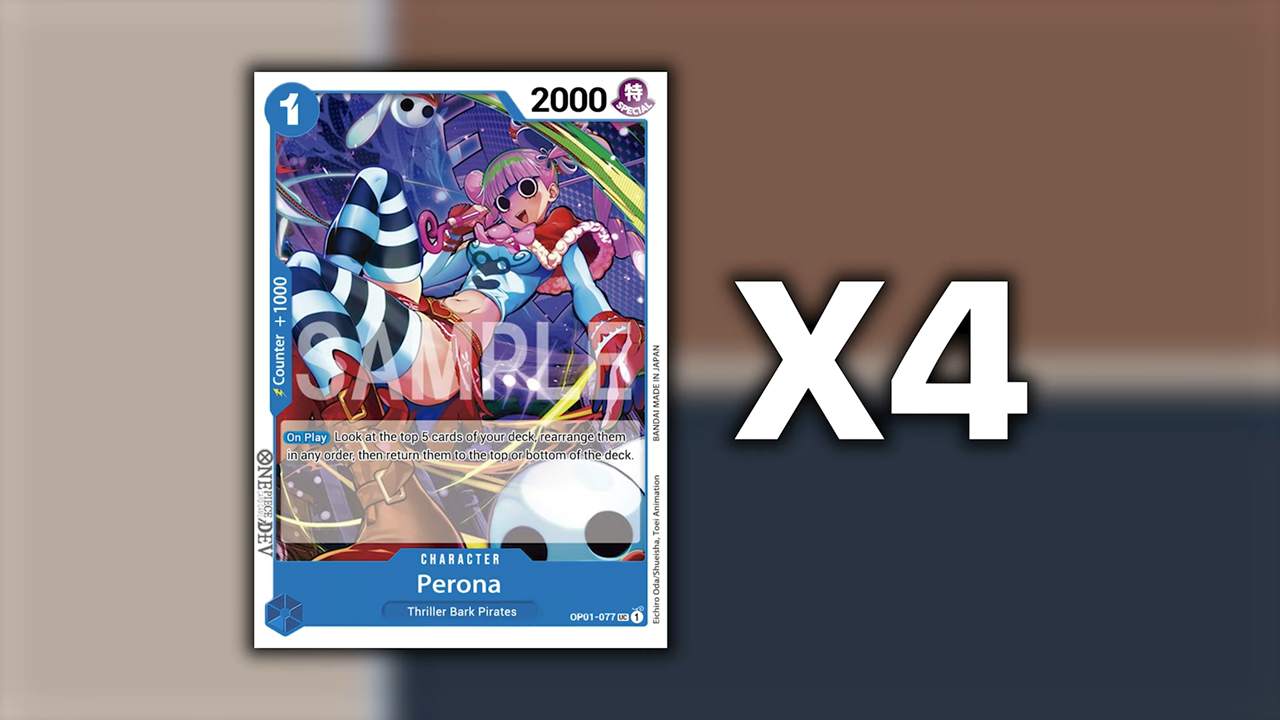 1
2000
特
SPECIAL
Counter +1000
SAMPLE
On Play Look at the top 5 cards of your deck, rearrange them
in any order, then return them to the top or bottom of the deck.
CHARACTER
Perona
Thriller Bark Pirates
OP01-077 UC 1
BANDAI MADE IN JAPAN
Eiichiro Oda/Shueisha, Toei Animation
ONE PIECE
DEV
X4